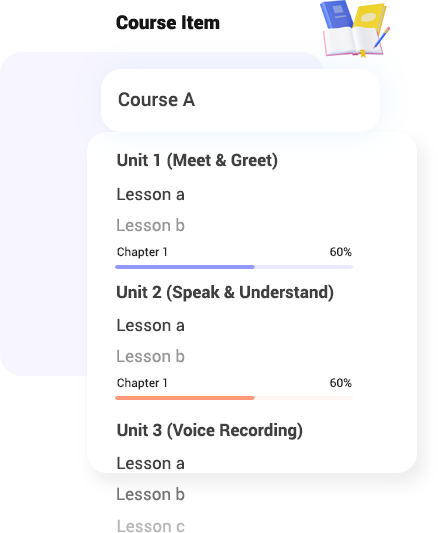 Course Item
Course A
Unit 1 (Meet & Greet)
Lesson a
Lesson b
Chapter 1 60%
Unit 2 (Speak & Understand)
Lesson a
Lesson b
Chapter 1 60%
Unit 3 (Voice Recording)
Lesson a
Lesson b
Lesson c